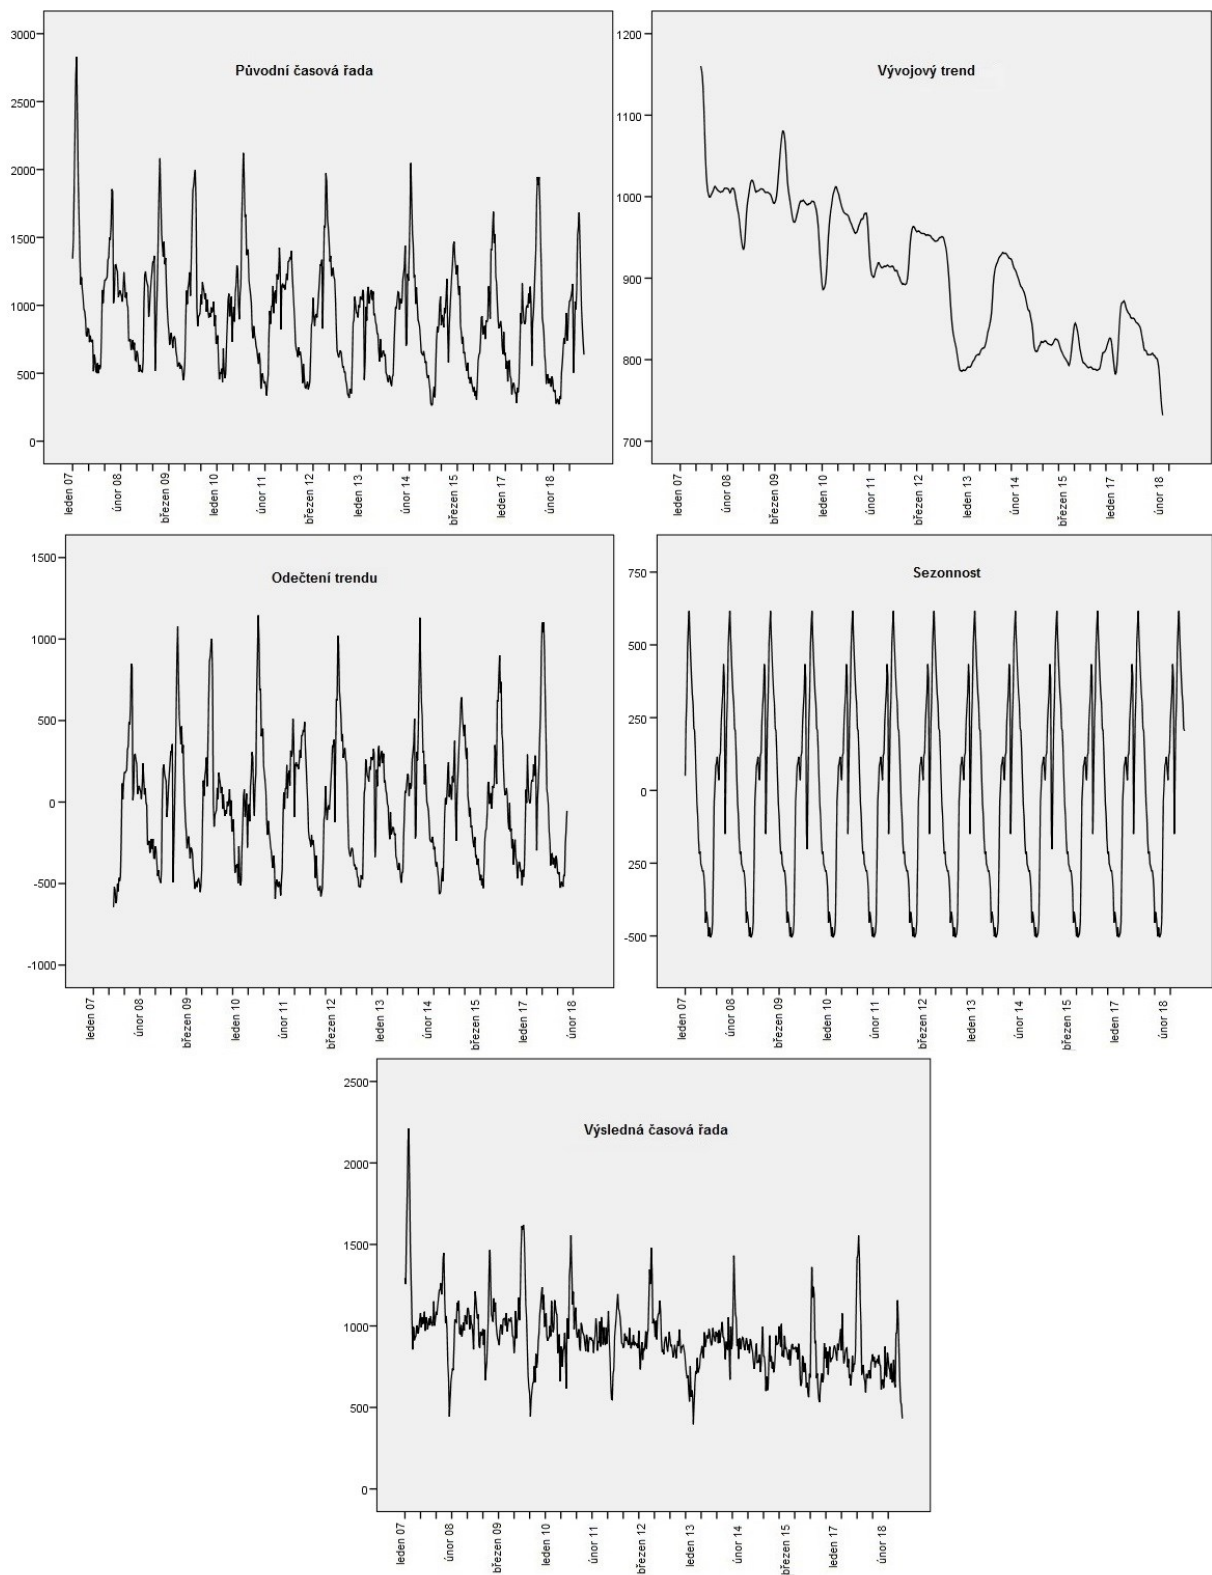 Původní časová řada
3000
2500
2000
1500
1000
500
0
leden 07
únor 08
březen 09
leden 10
únor 11
březen 12
leden 13
únor 14
březen 15
leden 17
únor 18
Vývojový trend
1200
1100
1000
900
800
700
leden 07
únor 08
březen 09
leden 10
únor 11
březen 12
leden 13
únor 14
březen 15
leden 17
únor 18
Odečtení trendu
1500
1000
500
0
-500
-1000
leden 07
únor 08
březen 09
leden 10
únor 11
březen 12
leden 13
únor 14
březen 15
leden 17
únor 18
Sezonnost
750
500
250
0
250
-500
leden 07
únor 08
březen 09
leden 10
únor 11
březen 12
leden 13
únor 14
březen 15
leden 17
únor 18
Výsledná časová řada
2500
2000
1500
1000
500
0
leden 07
únor 08
březen 09
leden 10
únor 11
březen 12
leden 13
únor 14
březen 15
leden 17
únor 18